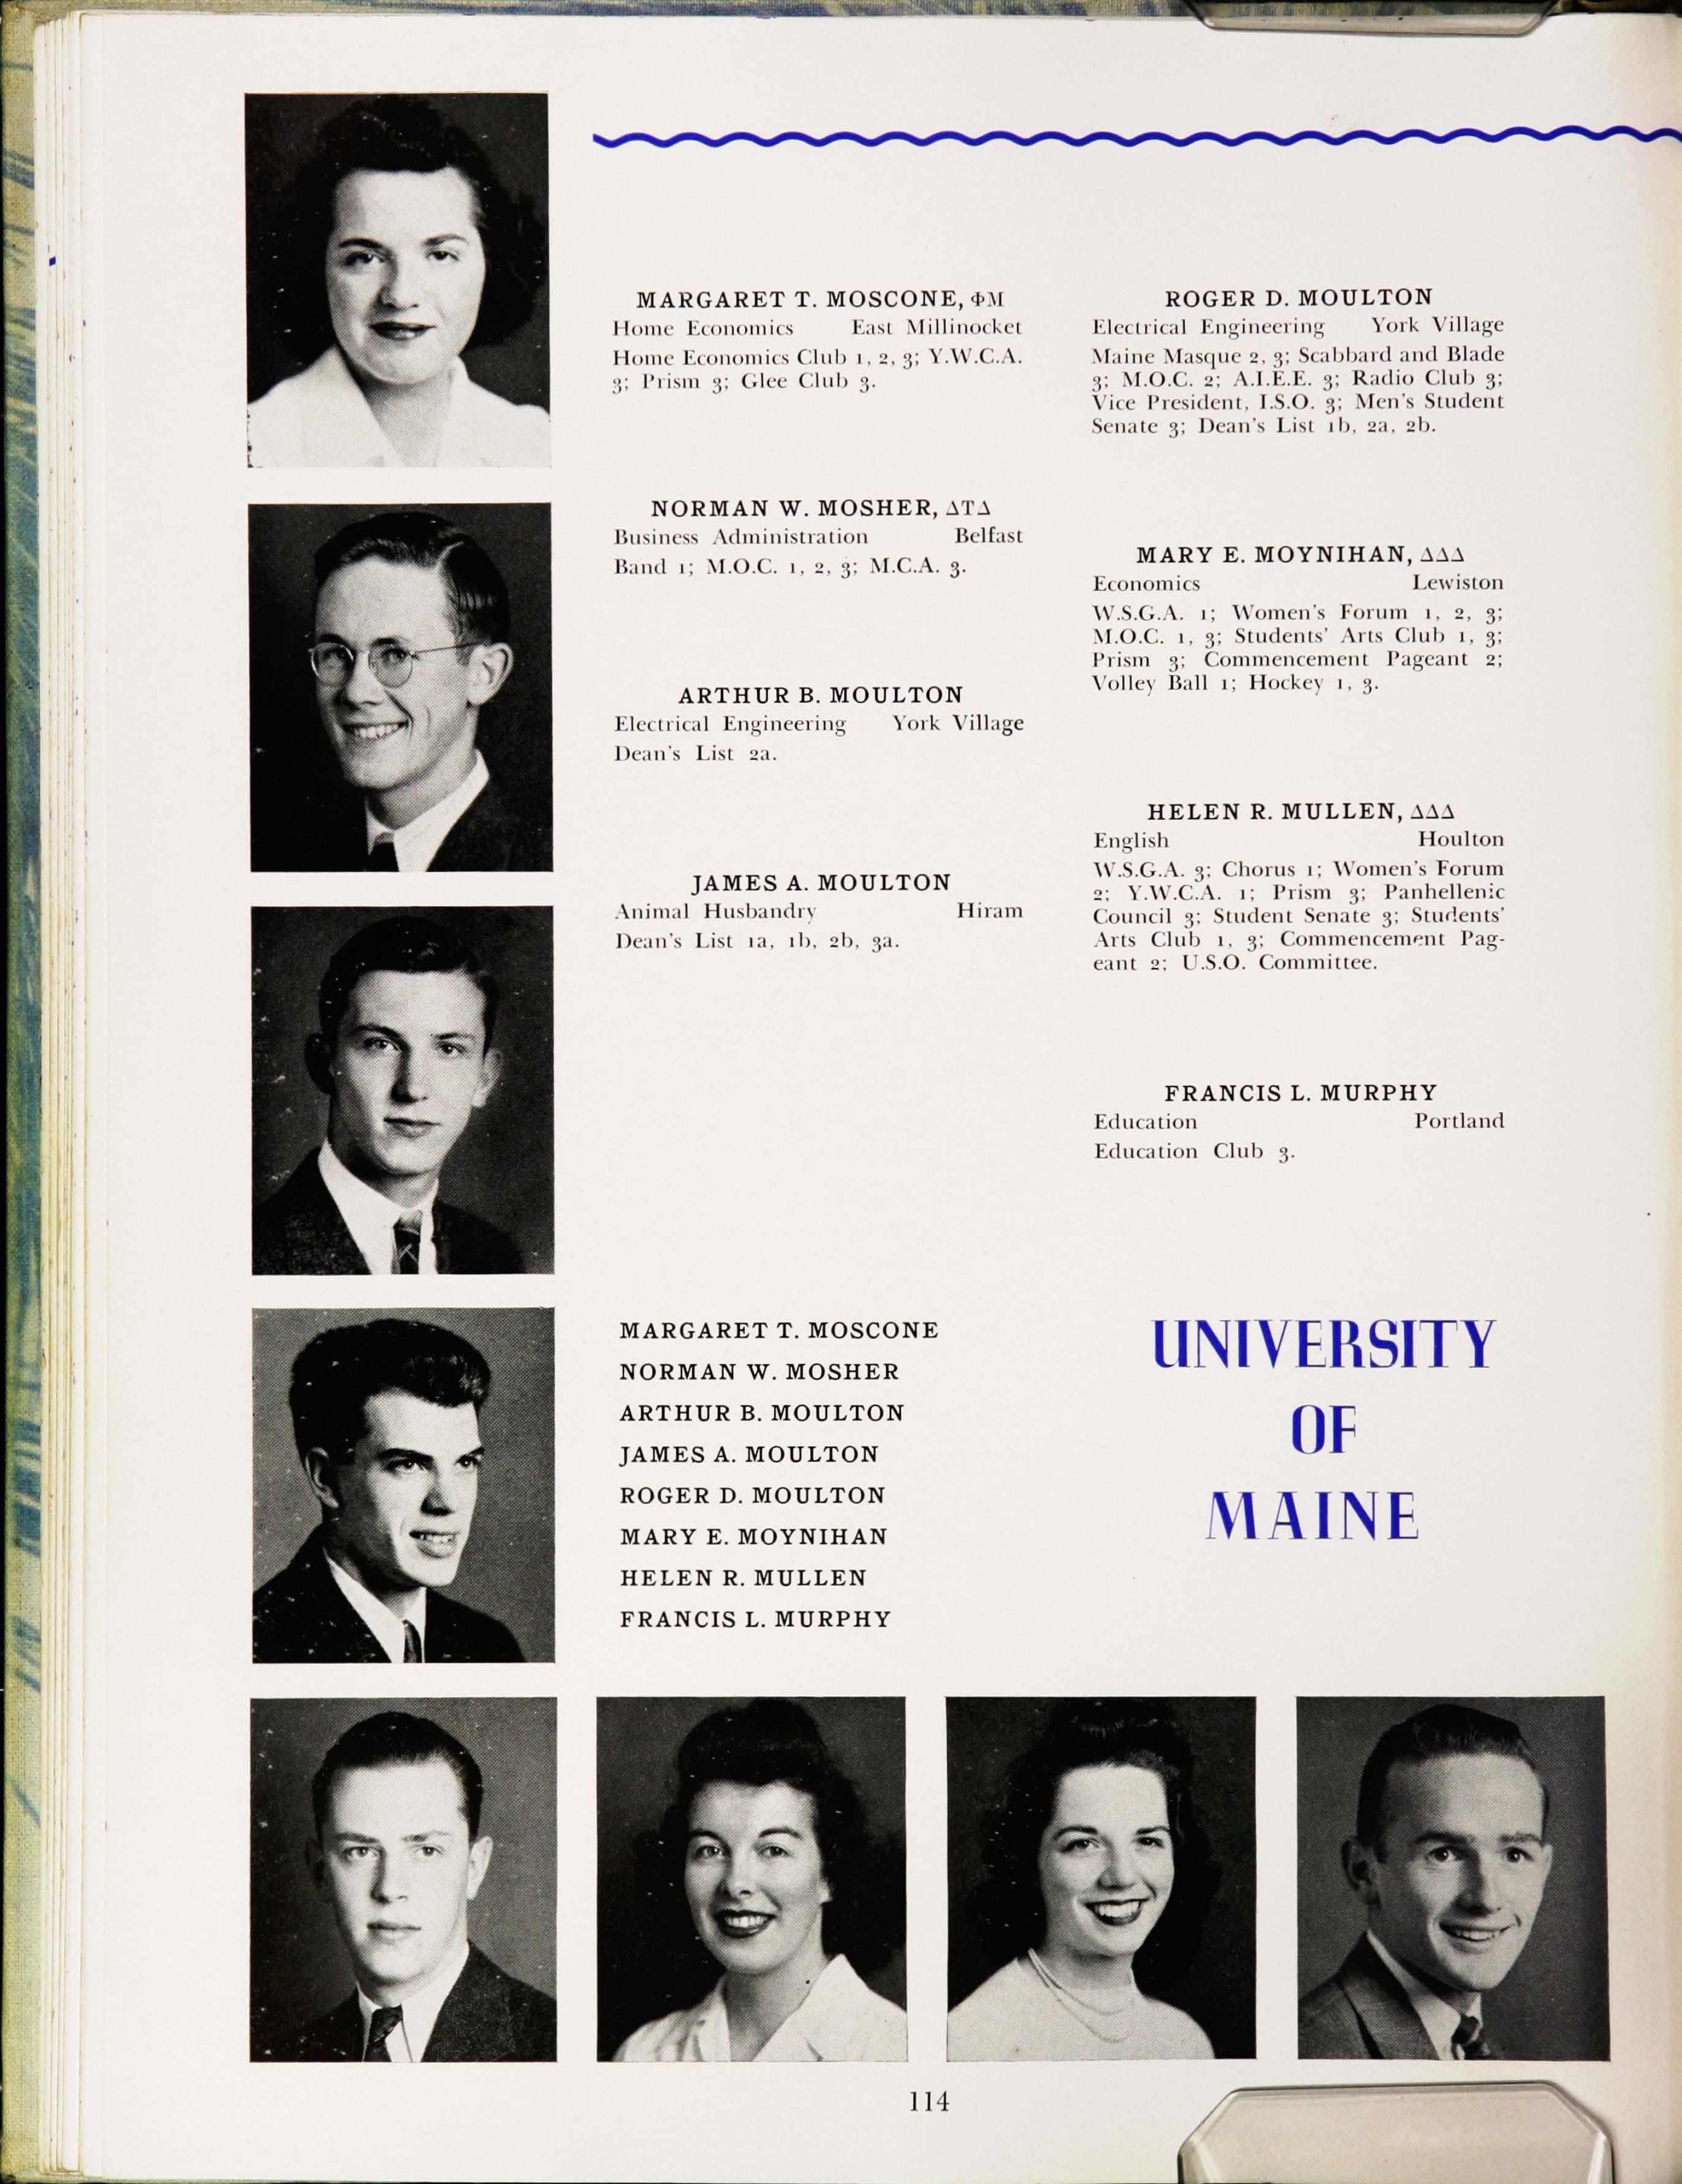 MARGARET T. MOSCONE, ΦΜ
Home Economics East Millinocket
Home Economics Club 1, 2, 3; Y.W.C.A.
3; Prism 3; Glee Club 3.
NORMAN W. MOSHER, ΔΤΔ
Business Administration Belfast
Band 1; M.O.C. 1, 2, 3; M.C.A. 3.
ARTHUR B. MOULTON
Electrical Engineering York Village
Dean's List 2a.
JAMES A. MOULTON
Animal Husbandry Hiram
Dean's List 1a, 1b, 2b, 3a.
ROGER D. MOULTON
Electrical Engineering York Village
Maine Masque 2, 3; Scabbard and Blade
3; M.O.C. 2; A.I.E.E. 3; Radio Club 3;
Vice President, I.S.O. 3; Men's Student
Senate 3; Dean's List 1b, 2a, 2b.
MARY E. MOYNIHAN, ΔΔΔ
Economics Lewiston
W.S.G.A. 1; Women's Forum 1, 2, 3;
M.O.C. 1, 3; Students' Arts Club 1, 3;
Prism 3; Commencement Pageant 2;
Volley Ball 1; Hockey 1, 3.
HELEN R. MULLEN, ΔΔΔ
English Houlton
W.S.G.A. 3; Chorus 1; Women's Forum
2; Y.W.C.A. 1; Prism 3; Panhellenic
Council 3; Student Senate 3; Students'
Arts Club 1, 3; Commencement Pag-
eant 2; U.S.O. Committee.
FRANCIS L. MURPHY
Education Portland
Education Club 3.
MARGARET T. MOSCONE
NORMAN W. MOSHER
ARTHUR B. MOULTON
JAMES A. MOULTON
ROGER D. MOULTON
MARY E. MOYNIHAN
HELEN R. MULLEN
FRANCIS L. MURPHY
UNIVERSITY
OF
MAINE
114